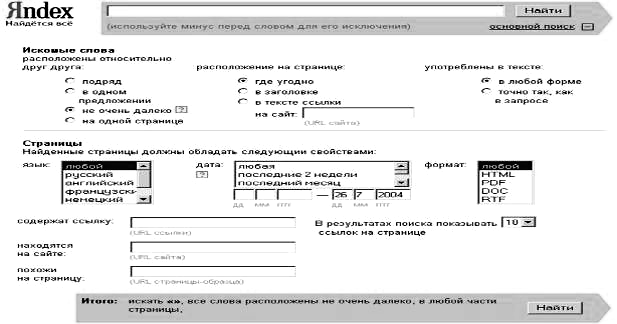 Яndex
Найдётся всё
Найти
(используйте минус перед словом для его исключения)
основной поиск
Искомые слова
расположены относительно друг друга:
подряд
в одном предложении
не очень далеко ?
на одной странице
расположение на странице:
где угодно
в заголовке
в тексте ссылки
на сайт:
(URL сайта)
употреблены в тексте:
в любой форме
точно так, как в запросе
Страницы
Найденные страницы должны обладать следующии свойствами:
язык:
любой
русский
английский
французский
немецкий
дата:
?
любая
последние 2 недели
последний месяц
— 26 7 2004
дд мм гггг дд мм гггг
формат:
любой
HTML
PDF
DOC
RTF
содержат ссылку:
(URL ссылки)
В результатах поиска показывать 10 ссылок на странице
находятся на сайте:
(URL сайта)
похожи на страницу:
(URL страницы-образца)
Итого: искать «», все слова расположены не очень далеко, в любой части страницы,
Найти